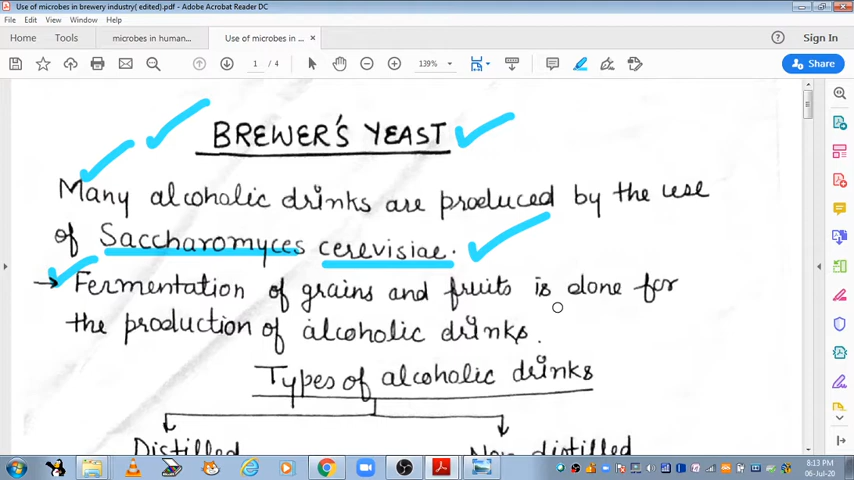 Use of microbes in brewery industry( edited).pdf - Adobe Acrobat Reader DC
File Edit View Window Help
Home Tools microbes in human... Use of microbes in ... × Sign In
1 / 4 139% Share
BREWER'S YEAST
Many alcoholic drinks are produced by the use
of Saccharomyces cerevisiae.
→ Fermentation of grains and fruits is done for
the production of alcoholic drinks.
Types of alcoholic drinks
Distilled Non distilled
8:13 PM
06-Jul-20